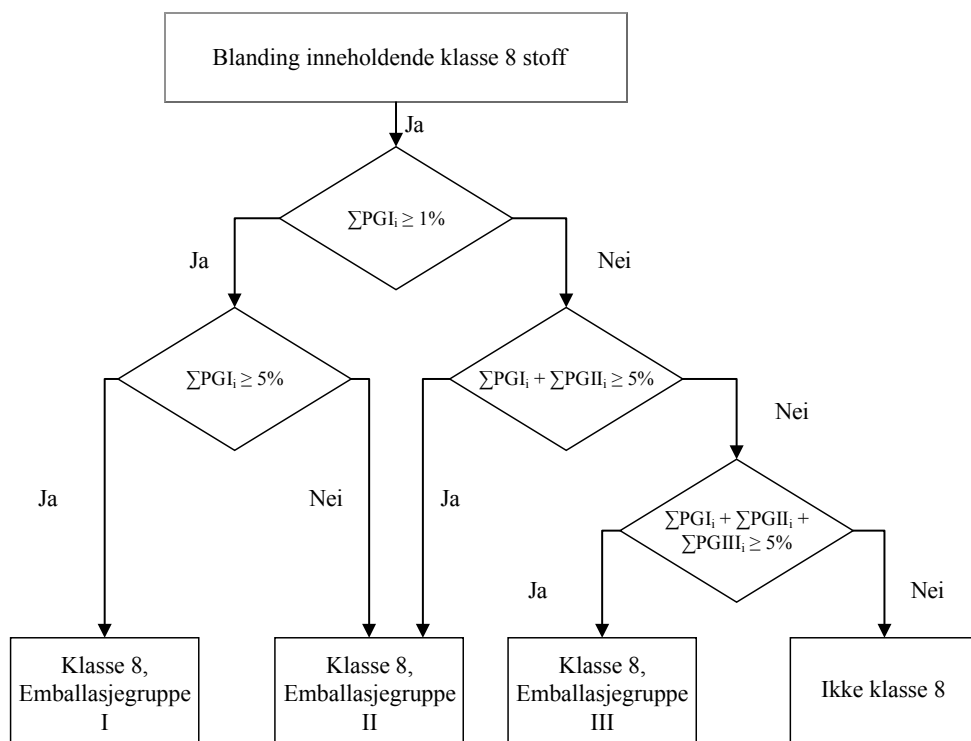 Blanding inneholdende klasse 8 stoff
Ja
∑PGIᵢ ≥ 1%
Ja
Nei
∑PGIᵢ ≥ 5%
∑PGIᵢ + ∑PGIIᵢ ≥ 5%
Nei
Ja
Nei
Ja
∑PGIᵢ + ∑PGIIᵢ +
∑PGIIIᵢ ≥ 5%
Ja
Nei
Klasse 8,
Emballasjegruppe
I
Klasse 8,
Emballasjegruppe
II
Klasse 8,
Emballasjegruppe
III
Ikke klasse 8